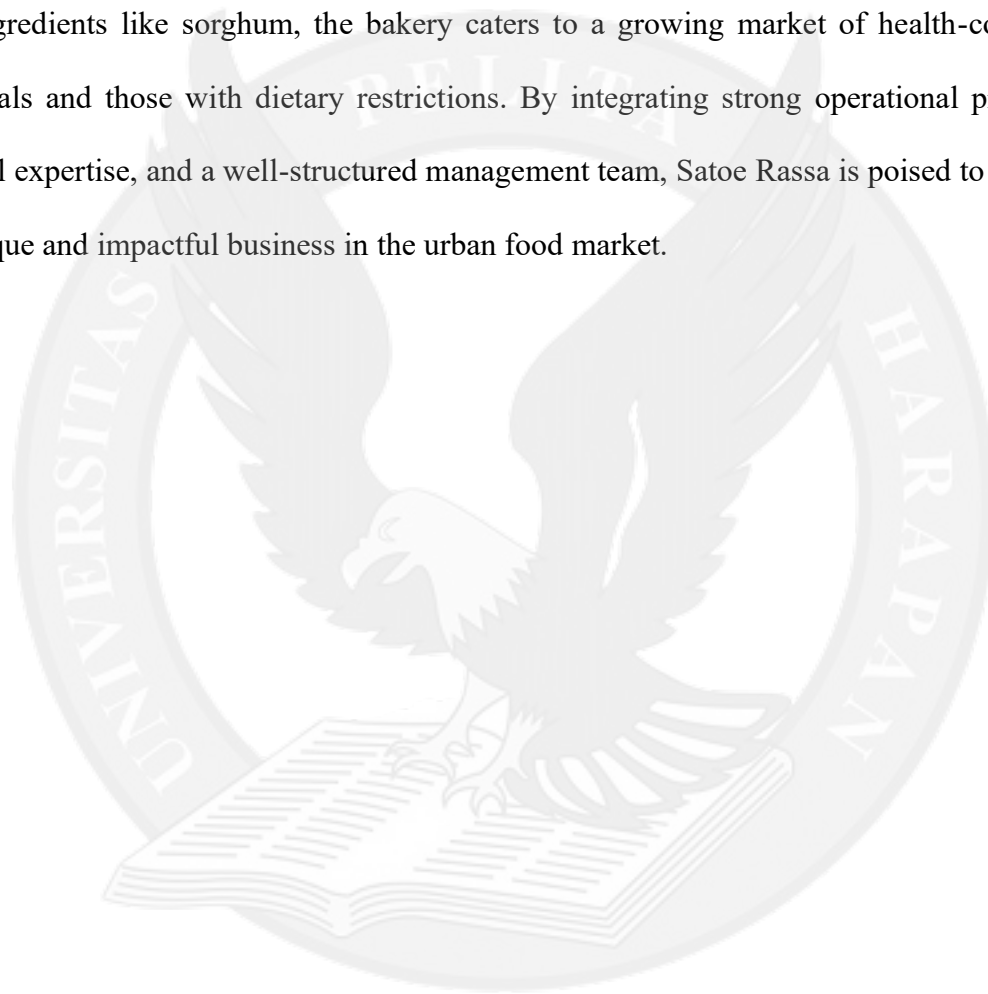 gredients like sorghum, the bakery caters to a growing market of health-co
als and those with dietary restrictions. By integrating strong operational p
l expertise, and a well-structured management team, Satoe Rassa is poised to
que and impactful business in the urban food market.
UNIVERSITAS
PELITA
HARAPAN